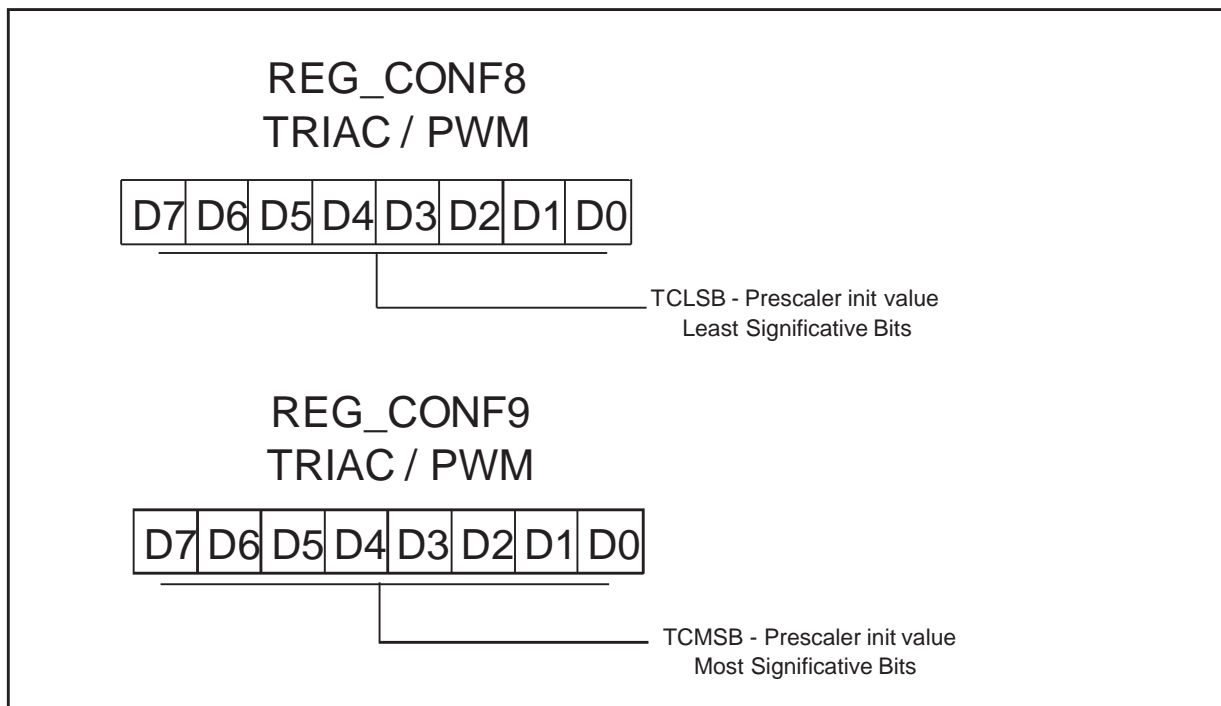 REG_CONF8
TRIAC / PWM
D7 D6 D5 D4 D3 D2 D1 D0
TCLSB - Prescaler init value
Least Significative Bits
REG_CONF9
TRIAC / PWM
D7 D6 D5 D4 D3 D2 D1 D0
TCMSB - Prescaler init value
Most Significative Bits